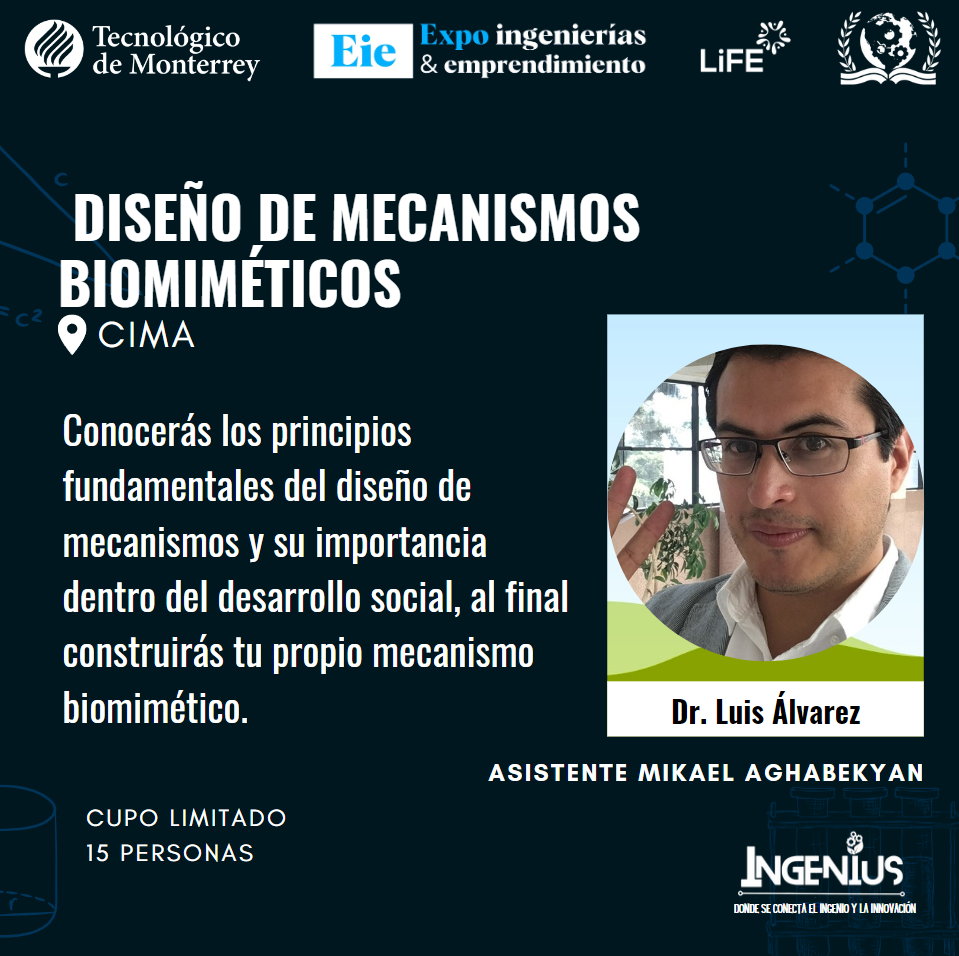 Tecnológico
de Monterrey
Eie
Expo ingenierías
& emprendimiento
LiFE
DISEÑO DE MECANISMOS
BIOMIMÉTICOS
CIMA
Conocerás los principios
fundamentales del diseño de
mecanismos y su importancia
dentro del desarrollo social, al final
construirás tu propio mecanismo
biomimético.
Dr. Luis Álvarez
ASISTENTE MIKAEL AGHABEKYAN
CUPO LIMITADO
15 PERSONAS
INGENIUS
DONDE SE CONECTA EL INGENIO Y LA INNOVACIÓN
C
= C²
r